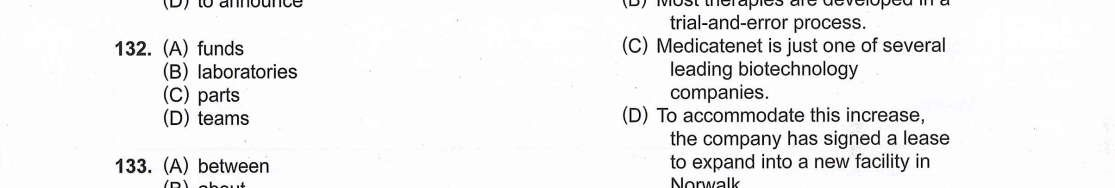 (D) to announce
132. (A) funds
(B) laboratories
(C) parts
(D) teams
133. (A) between
(B) about
(B) Most therapies are developed in a
trial-and-error process.
(C) Medicatenet is just one of several
leading biotechnology
companies.
(D) To accommodate this increase,
the company has signed a lease
to expand into a new facility in
Norwalk.